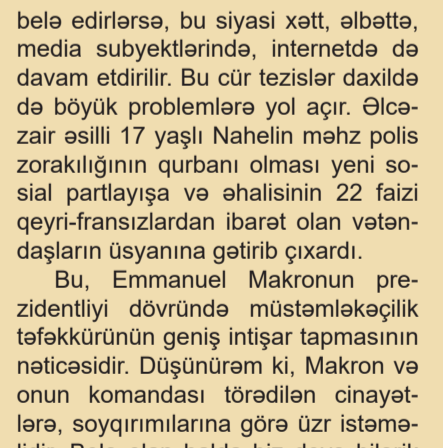 belə edirlərsə, bu siyasi xətt, əlbəttə,
media subyektlərində, internetdə də
davam etdirilir. Bu cür tezislər daxildə
də böyük problemlərə yol açır. Əlcə-
zair əsilli 17 yaşlı Nahelin məhz polis
zorakılığının qurbanı olması yeni so-
sial partlayışa və əhalisinin 22 faizi
qeyri-fransızlardan ibarət olan vətən-
daşların üsyanına gətirib çıxardı.
Bu, Emmanuel Makronun pre-
zidentliyi dövründə müstəmləkəçilik
təfəkkürünün geniş intişar tapmasının
nəticəsidir. Düşünürəm ki, Makron və
onun komandası törədilən cinayət-
lərə, soyqırımılarına görə üzr istəmə-